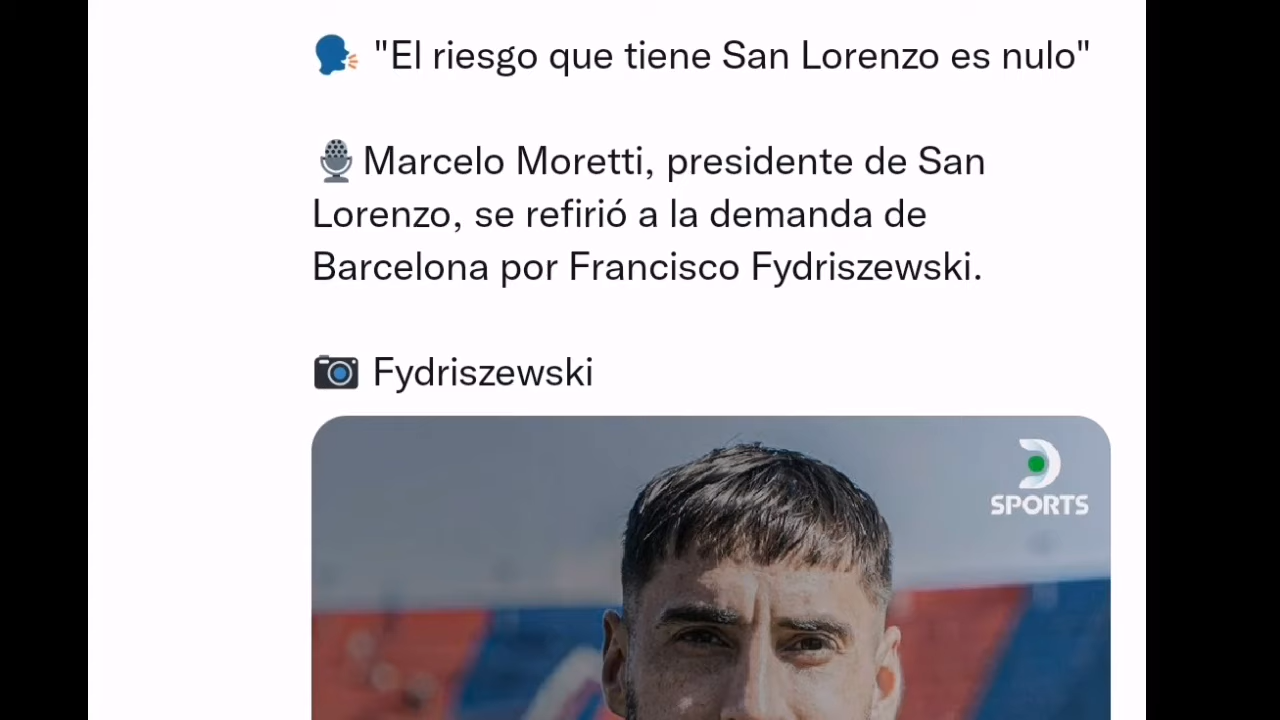 "El riesgo que tiene San Lorenzo es nulo"
Marcelo Moretti, presidente de San
Lorenzo, se refirió a la demanda de
Barcelona por Francisco Fydriszewski.
Fydriszewski
SPORTS